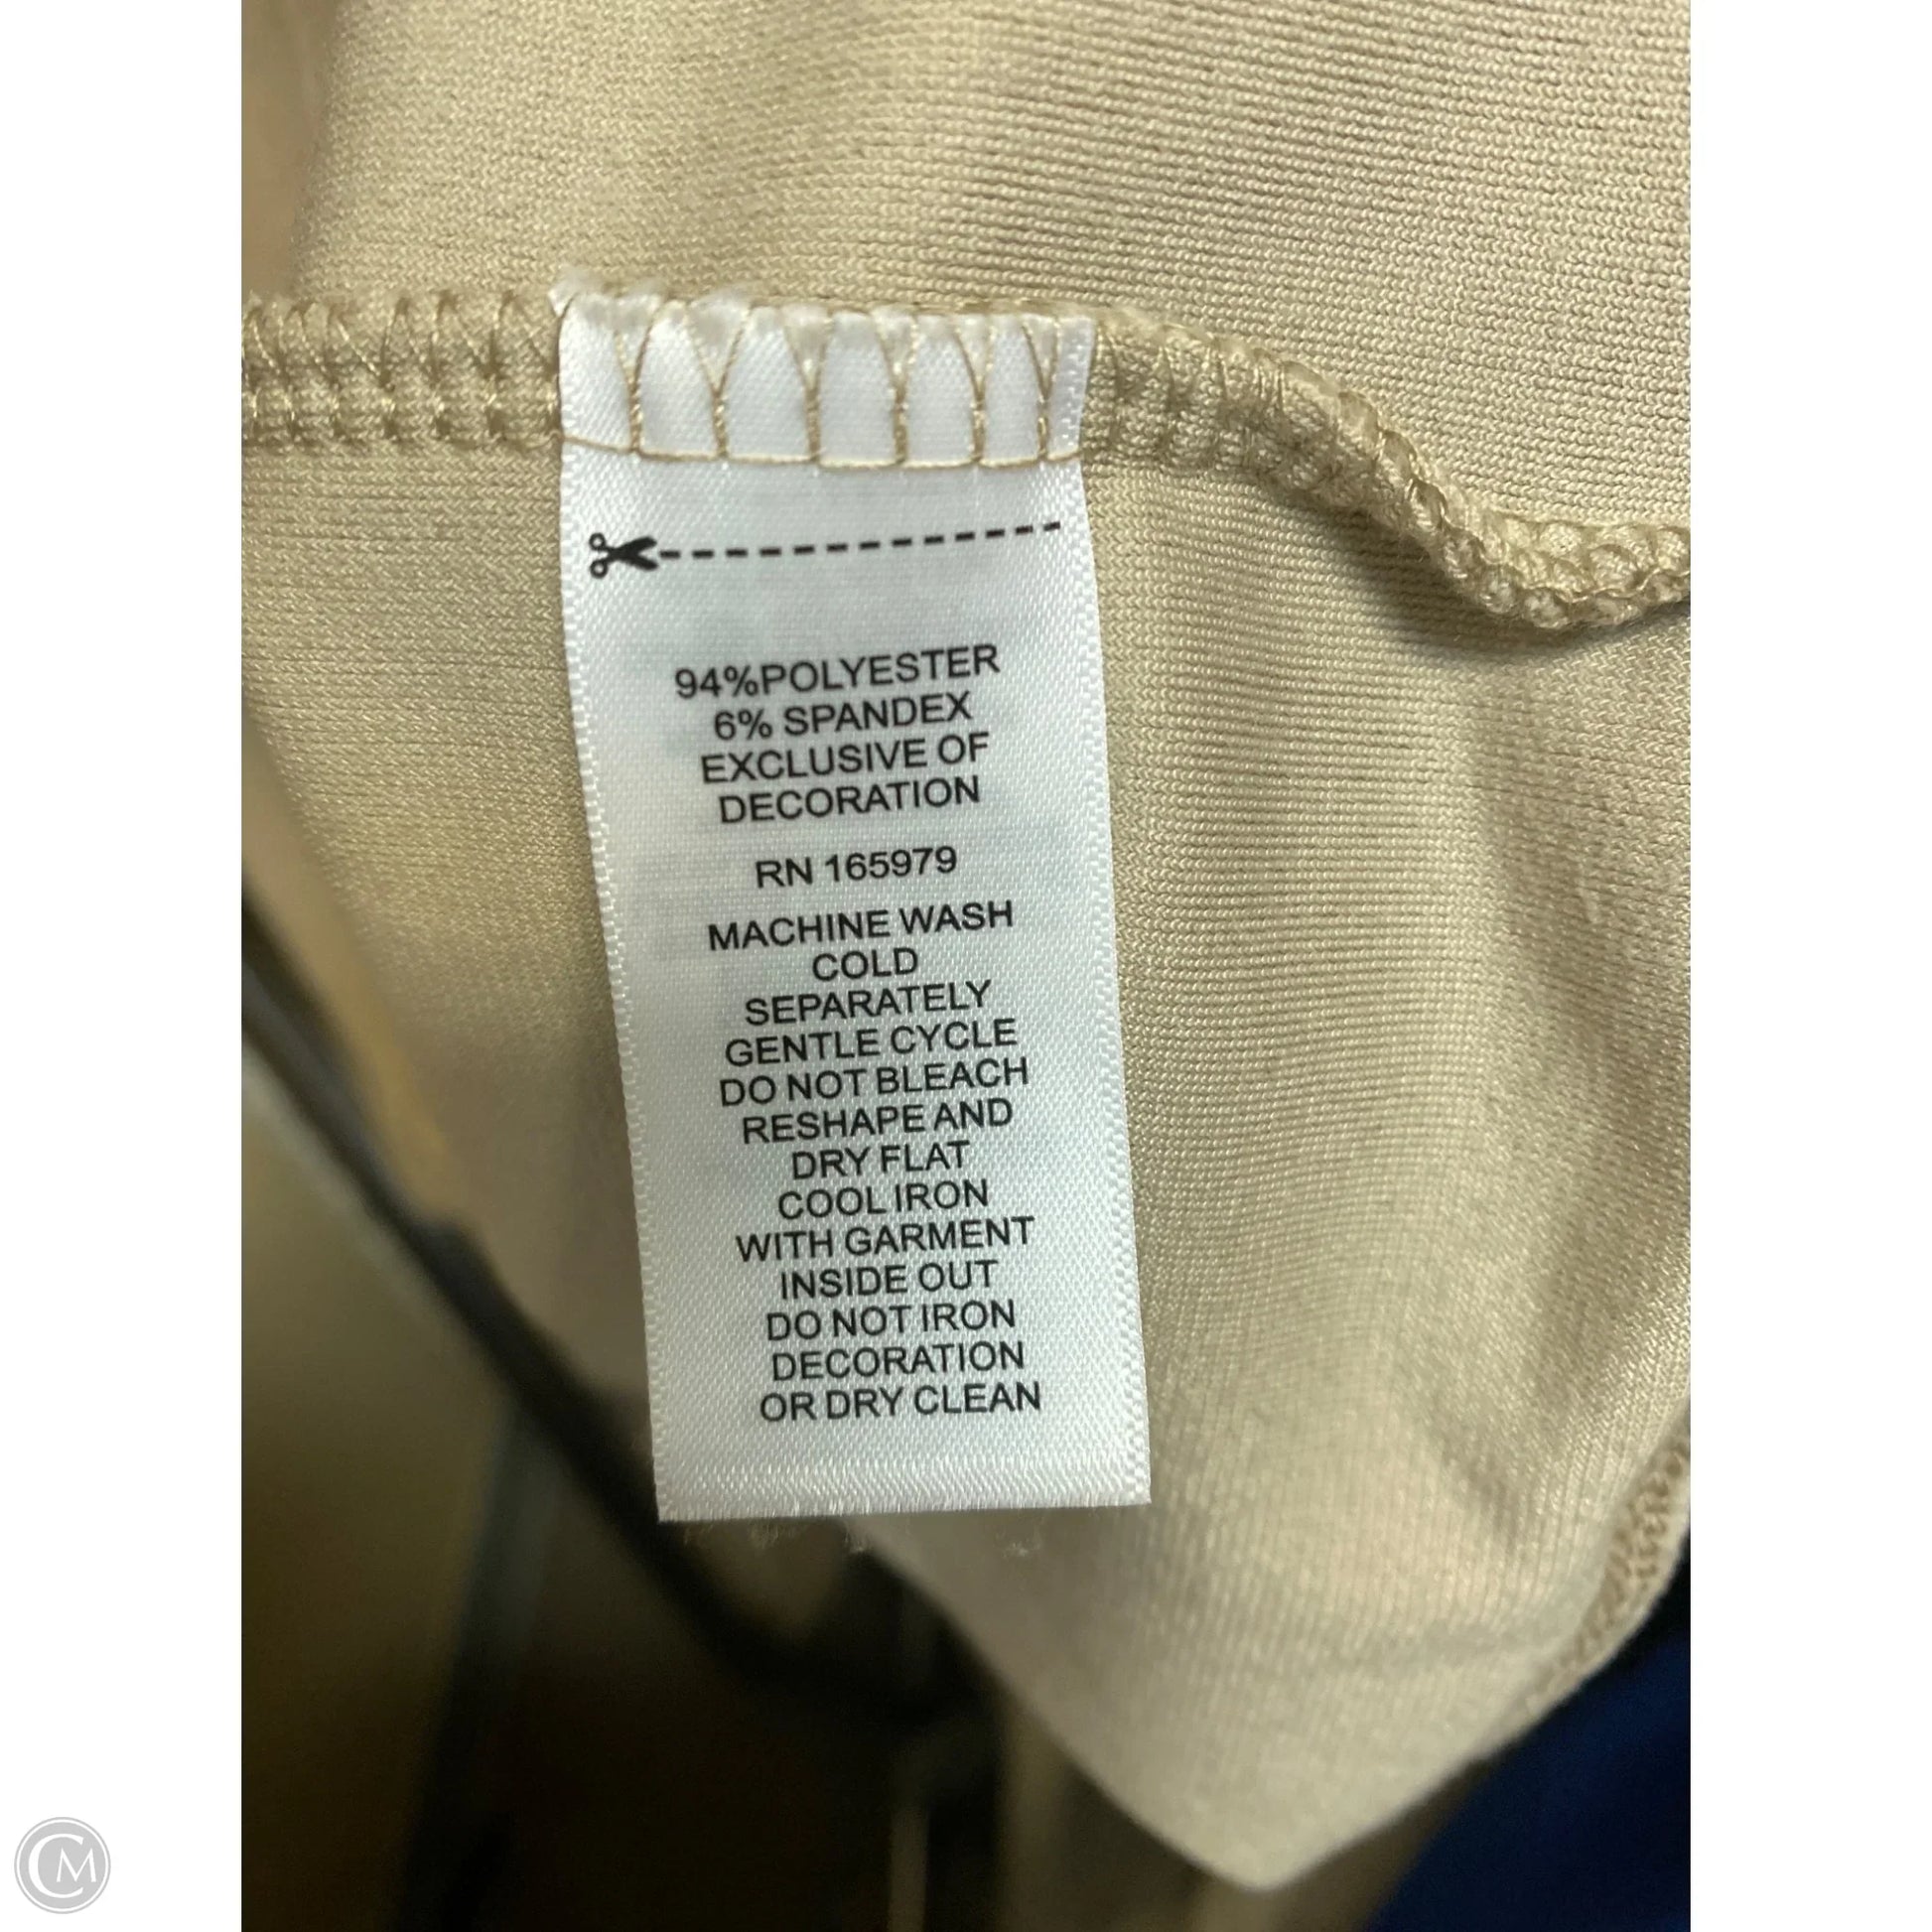 94%POLYESTER
6% SPANDEX
EXCLUSIVE OF
DECORATION
RN 165979
MACHINE WASH
COLD
SEPARATELY
GENTLE CYCLE
DO NOT BLEACH
RESHAPE AND
DRY FLAT
COOL IRON
WITH GARMENT
INSIDE OUT
DO NOT IRON
DECORATION
OR DRY CLEAN
CM